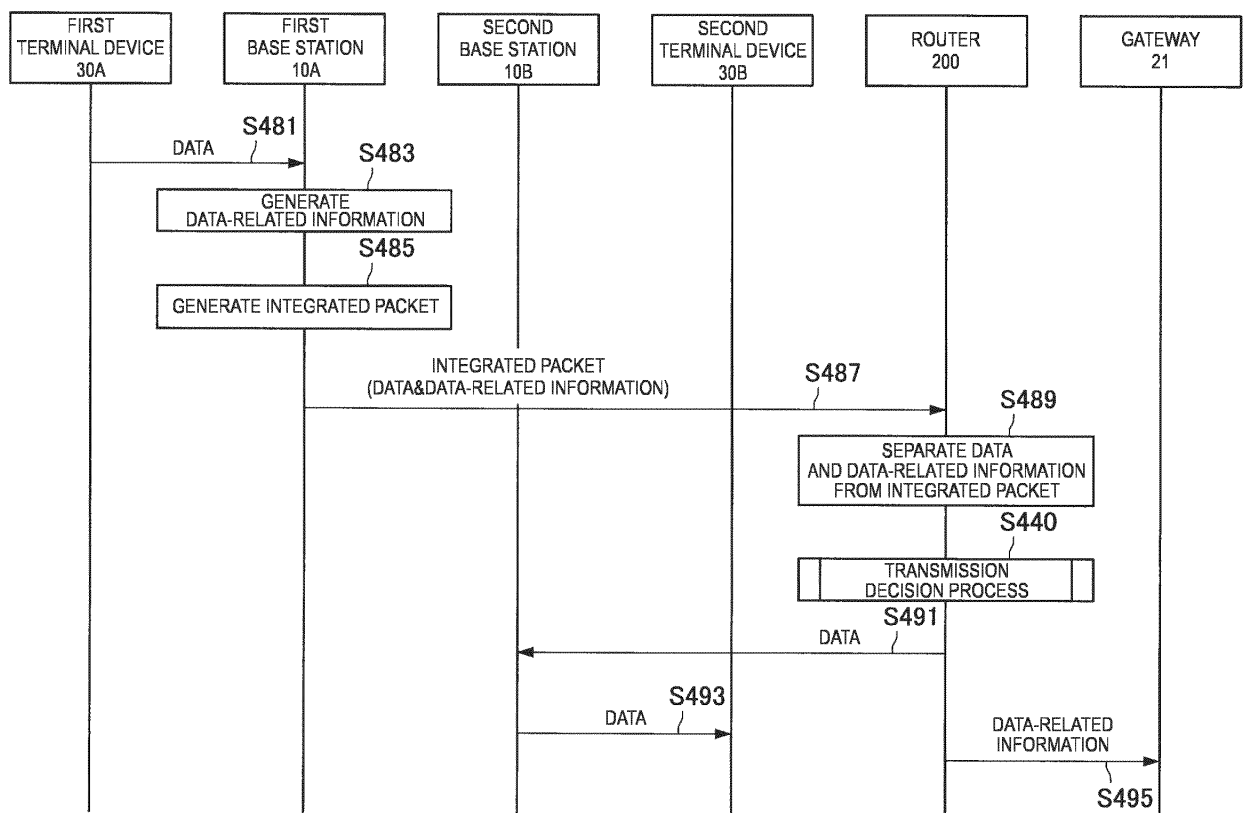 FIRST
TERMINAL DEVICE
30A
FIRST
BASE STATION
10A
SECOND
BASE STATION
10B
SECOND
TERMINAL DEVICE
30B
ROUTER
200
GATEWAY
21
S481
DATA
S483
GENERATE
DATA-RELATED INFORMATION
S485
GENERATE INTEGRATED PACKET
INTEGRATED PACKET
(DATA&DATA-RELATED INFORMATION)
S487
S489
SEPARATE DATA
AND DATA-RELATED INFORMATION
FROM INTEGRATED PACKET
S440
TRANSMISSION
DECISION PROCESS
S491
DATA
S493
DATA
DATA-RELATED
INFORMATION
S495